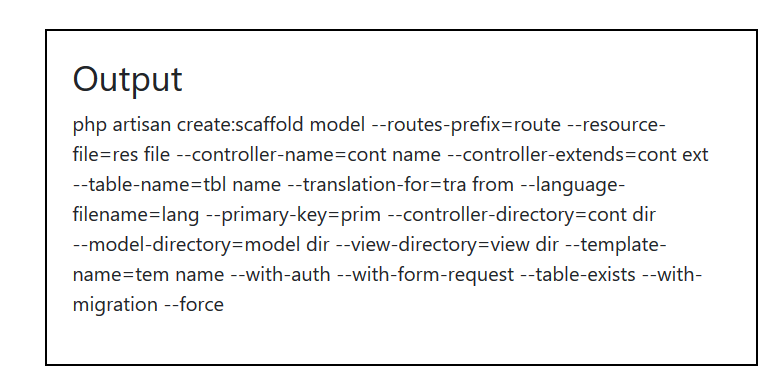 Output
php artisan create:scaffold model --routes-prefix=route --resource-
file=res file --controller-name=cont name --controller-extends=cont ext
--table-name=tbl name --translation-for=tra from --language-
filename=lang --primary-key=prim --controller-directory=cont dir
--model-directory=model dir --view-directory=view dir --template-
name=tem name --with-auth --with-form-request --table-exists --with-
migration --force